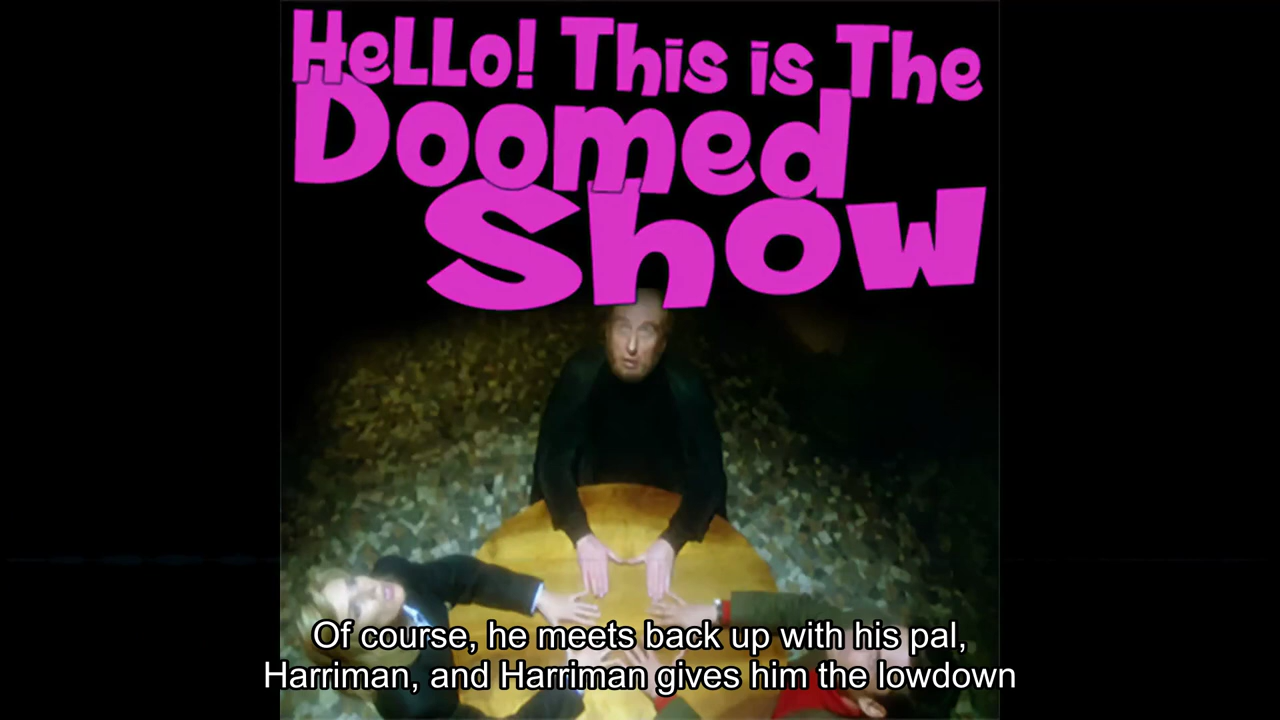 HeLLo! This is The
Doomed
Show
Of course, he meets back up with his pal,
Harriman, and Harriman gives him the lowdown